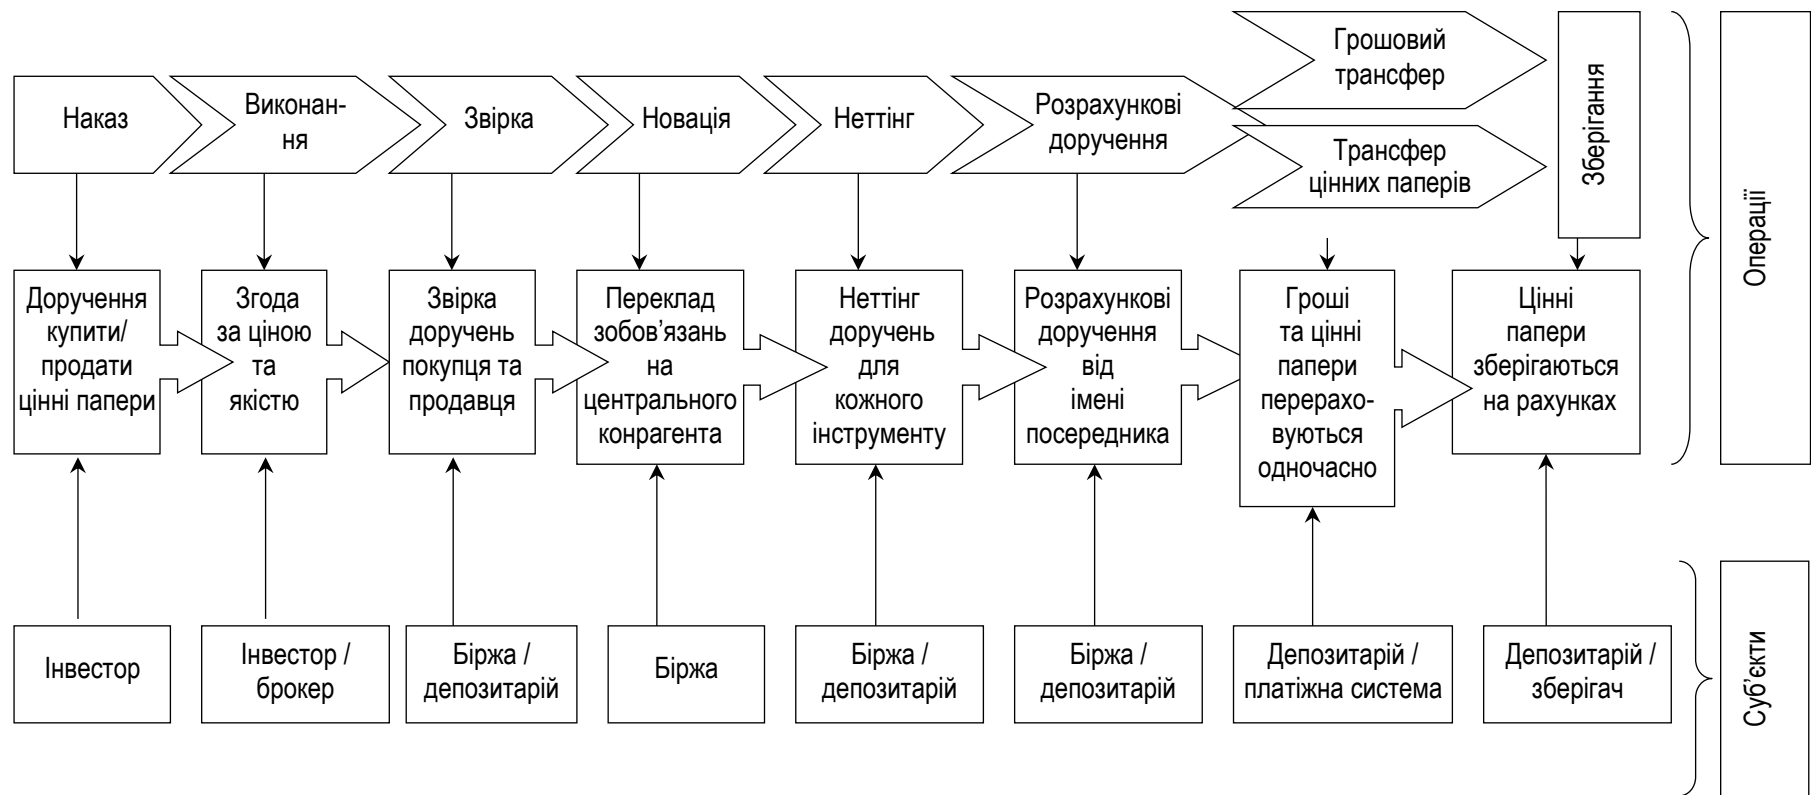 Наказ
Виконан-
ня
Звірка
Новація
Неттінг
Розрахункові
доручення
Грошовий
трансфер
Трансфер
цінних паперів
Зберігання
Операції
Доручення
купити/
продати
цінні папери
Згода
за ціною
та
якістю
Звірка
доручень
покупця та
продавця
Переклад
зобов’язань
на
центрального
конрагента
Неттінг
доручень
для
кожного
інструменту
Розрахункові
доручення
від
імені
посередника
Гроші
та цінні
папери
перерахо-
вуються
одночасно
Цінні
папери
зберігаються
на рахунках
Інвестор
Інвестор /
брокер
Біржа /
депозитарій
Біржа
Біржа /
депозитарій
Біржа /
депозитарій
Депозитарій /
платіжна система
Депозитарій /
зберігач
Суб’єкти